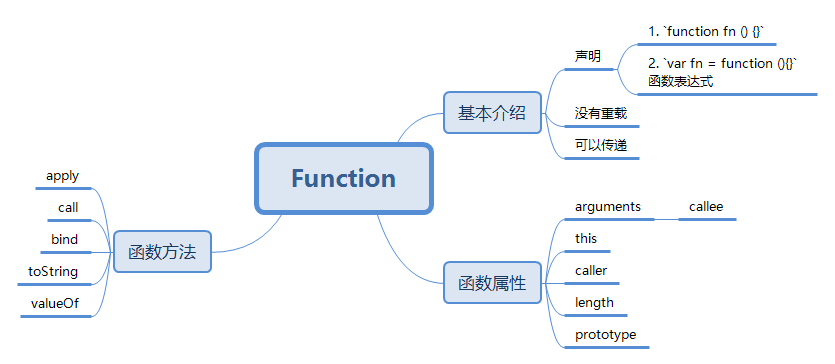 Function
基本介绍
声明
1. `function fn () {}`
2. `var fn = function (){}`
函数表达式
没有重载
可以传递
函数属性
arguments
callee
this
caller
length
prototype
函数方法
apply
call
bind
toString
valueOf